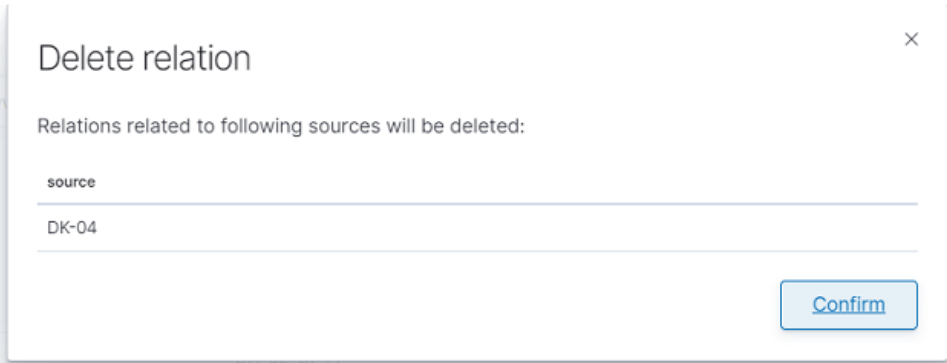 Delete relation
Relations related to following sources will be deleted:
source
DK-04
Confirm